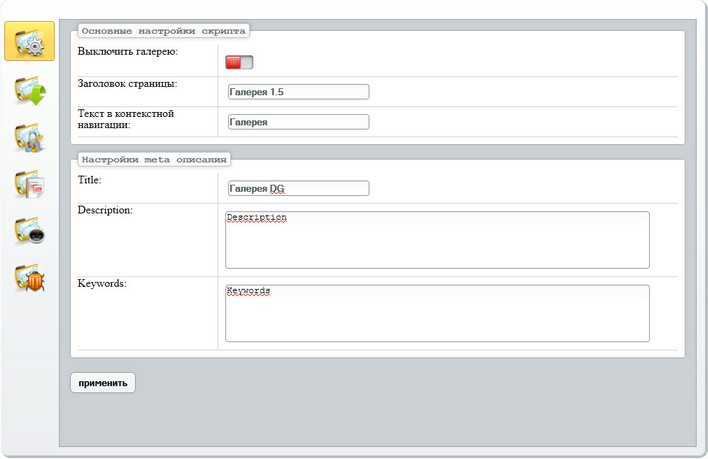 Основные настройки скрипта
Выключить галерею:
Заголовок страницы:
Галерея 1.5
Текст в контекстной
навигации:
Галерея
Настройки meta описания
Title:
Галерея DG
Description:
Description
Keywords:
Keywords
применить